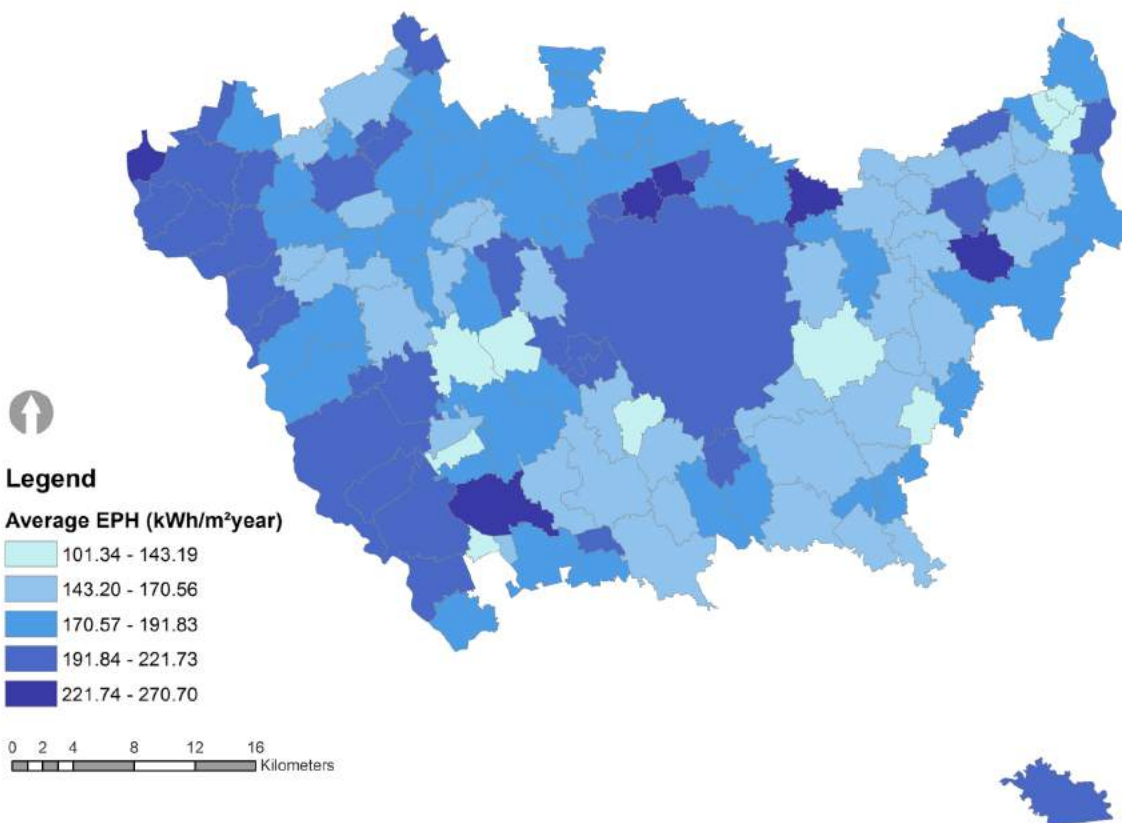 Legend
Average EPH (kWh/m²year)
101.34 - 143.19
143.20 - 170.56
170.57 - 191.83
191.84 - 221.73
221.74 - 270.70
0 2 4 8 12 16
Kilometers